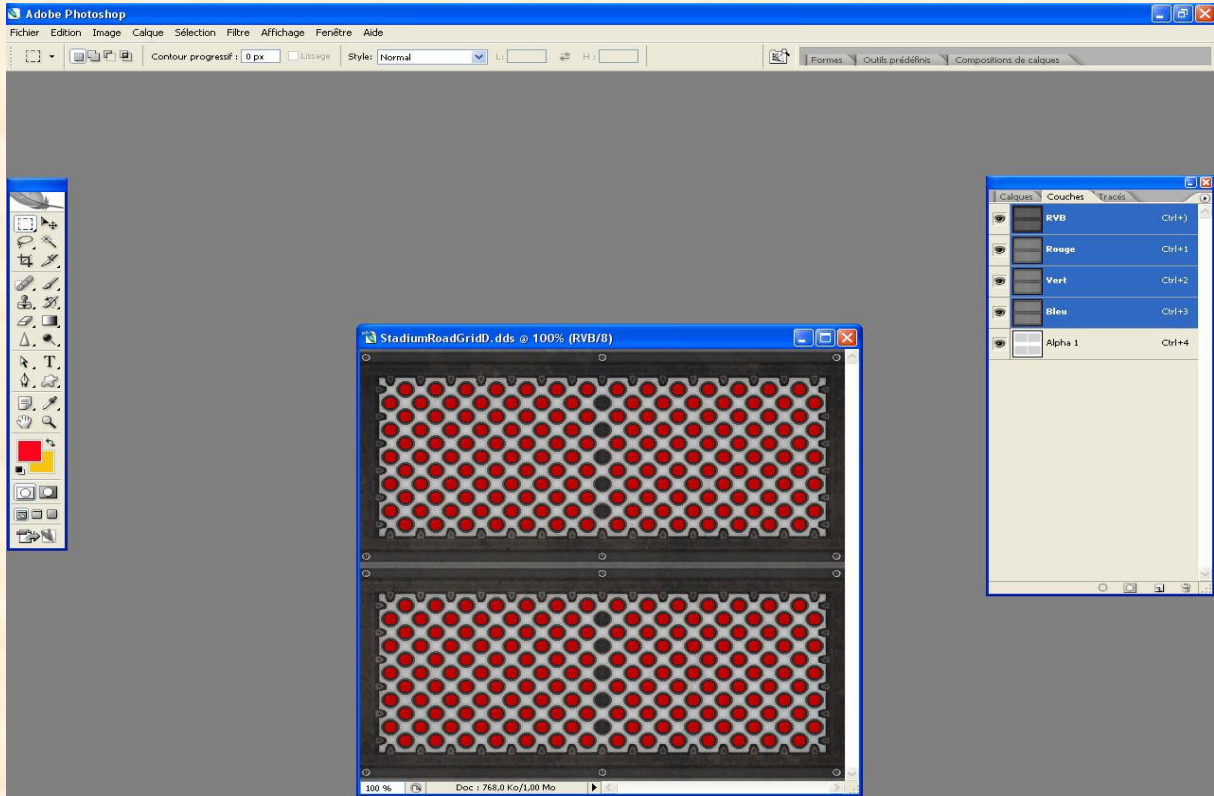 Adobe Photoshop
Fichier Edition Image Calque Sélection Filtre Affichage Fenêtre Aide
Contour progressif : 0 px Lissage Style: Normal L: H: Formes Outils prédéfinis Compositions de calques
Calques Couches Tracés
RVB Ctrl+)
Rouge Ctrl+1
Vert Ctrl+2
Bleu Ctrl+3
Alpha 1 Ctrl+4
StadiumRoadGridD.dds @ 100% (RVB/8)
T
100 % Doc : 768,0 Ko/1,00 Mo